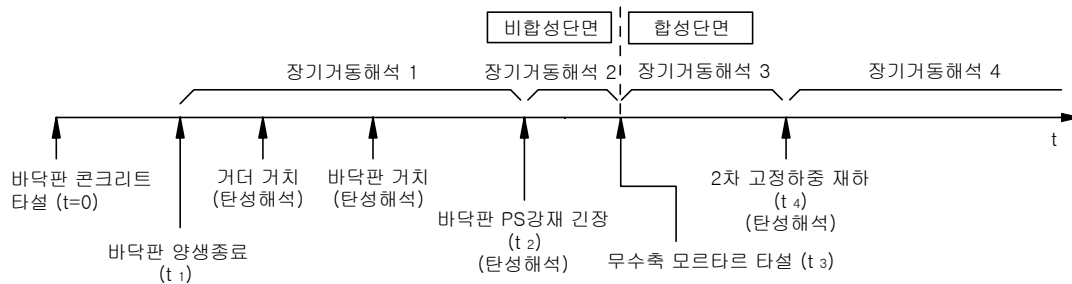 비합성단면
합성단면
장기거동해석 1
장기거동해석 2
장기거동해석 3
장기거동해석 4
t
바닥판 콘크리트
타설 (t=0)
거더 거치
(탄성해석)
바닥판 거치
(탄성해석)
2차 고정하중 재하
(t 4)
(탄성해석)
바닥판 PS강재 긴장
(t 2)
(탄성해석)
바닥판 양생종료
(t 1)
무수축 모르타르 타설 (t 3)